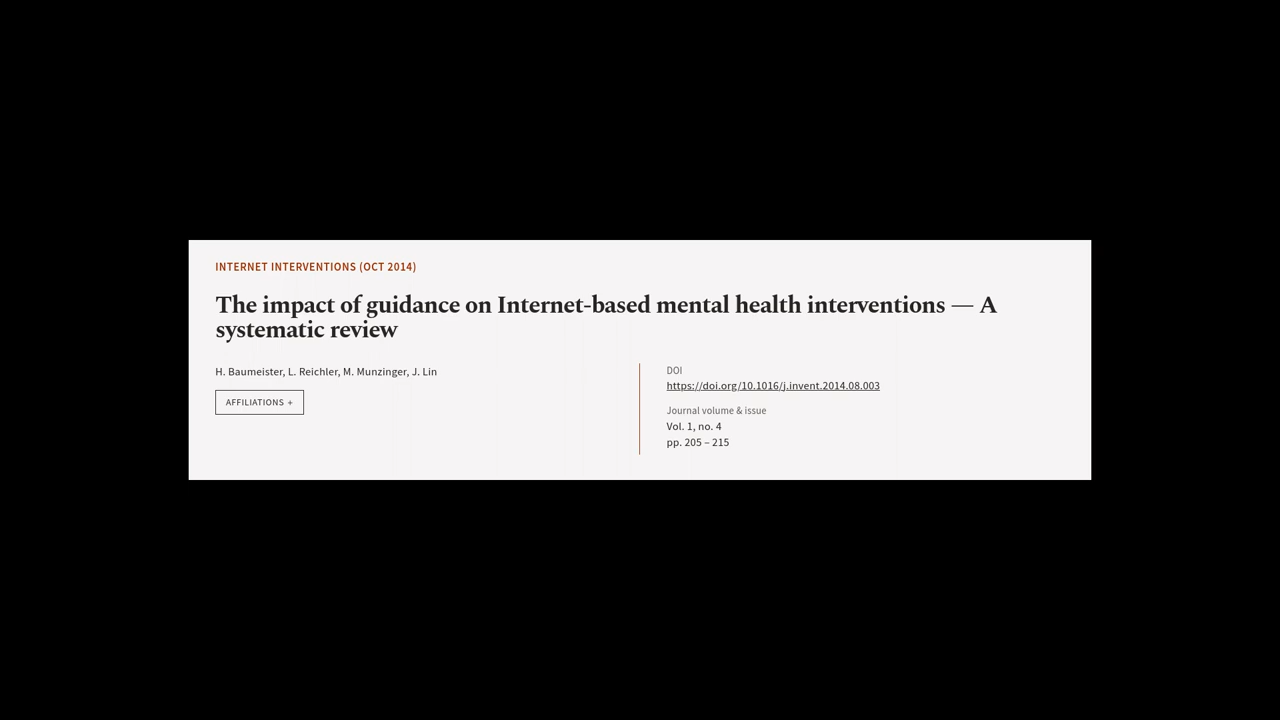 INTERNET INTERVENTIONS (OCT 2014)
The impact of guidance on Internet-based mental health interventions — A
systematic review
H. Baumeister, L. Reichler, M. Munzinger, J. Lin
AFFILIATIONS +
DOI
https://doi.org/10.1016/j.invent.2014.08.003
Journal volume & issue
Vol. 1, no. 4
pp. 205 – 215